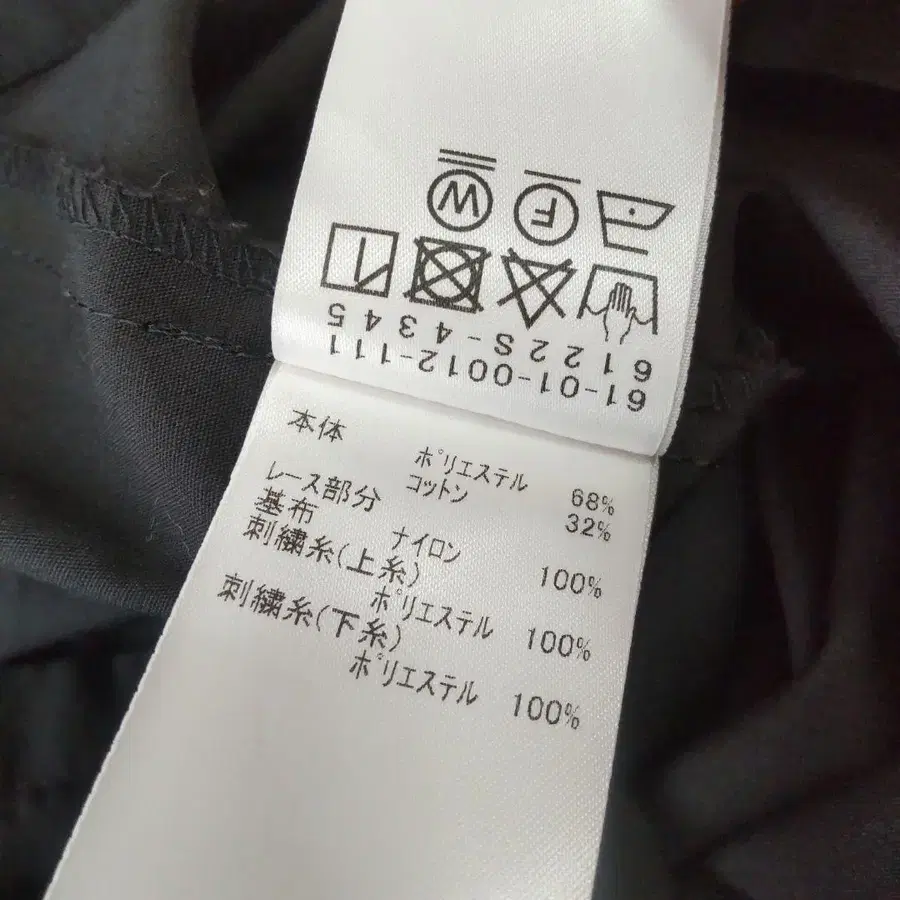 61-01-0012-111
6122S-4345
W
F
本体
ポリエステル 68%
コットン 32%
レース部分
基布
ナイロン 100%
刺繍糸(上糸)
ポリエステル 100%
刺繍糸(下糸)
ポリエステル 100%